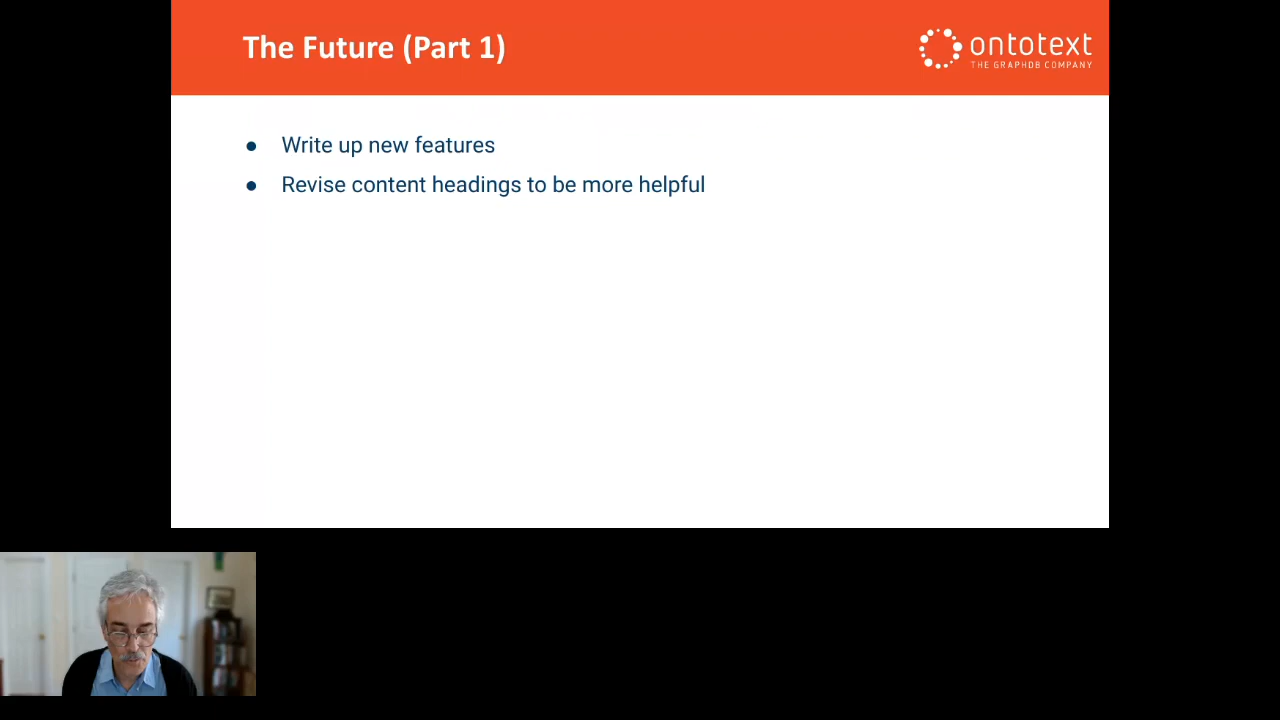 The Future (Part 1)
ontotext
THE GRAPHDB COMPANY
● Write up new features
● Revise content headings to be more helpful